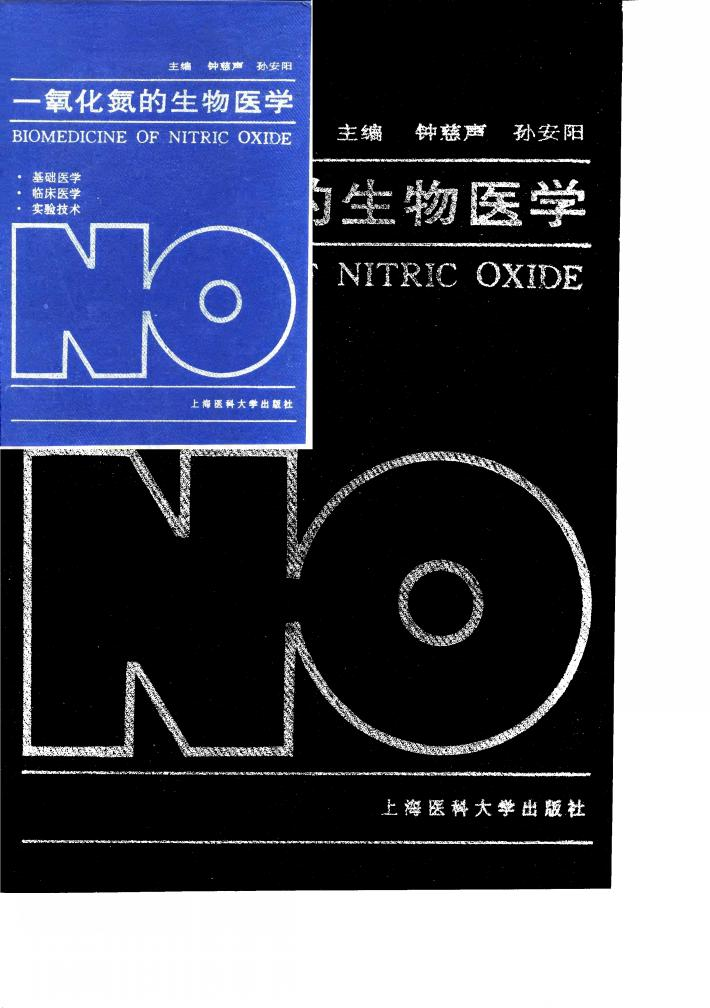 主编 钟慈声 孙安阳
一氧化氮的生物医学
BIOMEDICINE OF NITRIC OXIDE
· 基础医学
· 临床医学
· 实验技术
NO
上海医科大学出版社
主编 钟慈声 孙安阳
的生物医学
NITRIC OXIDE
NO
上海医科大学出版社